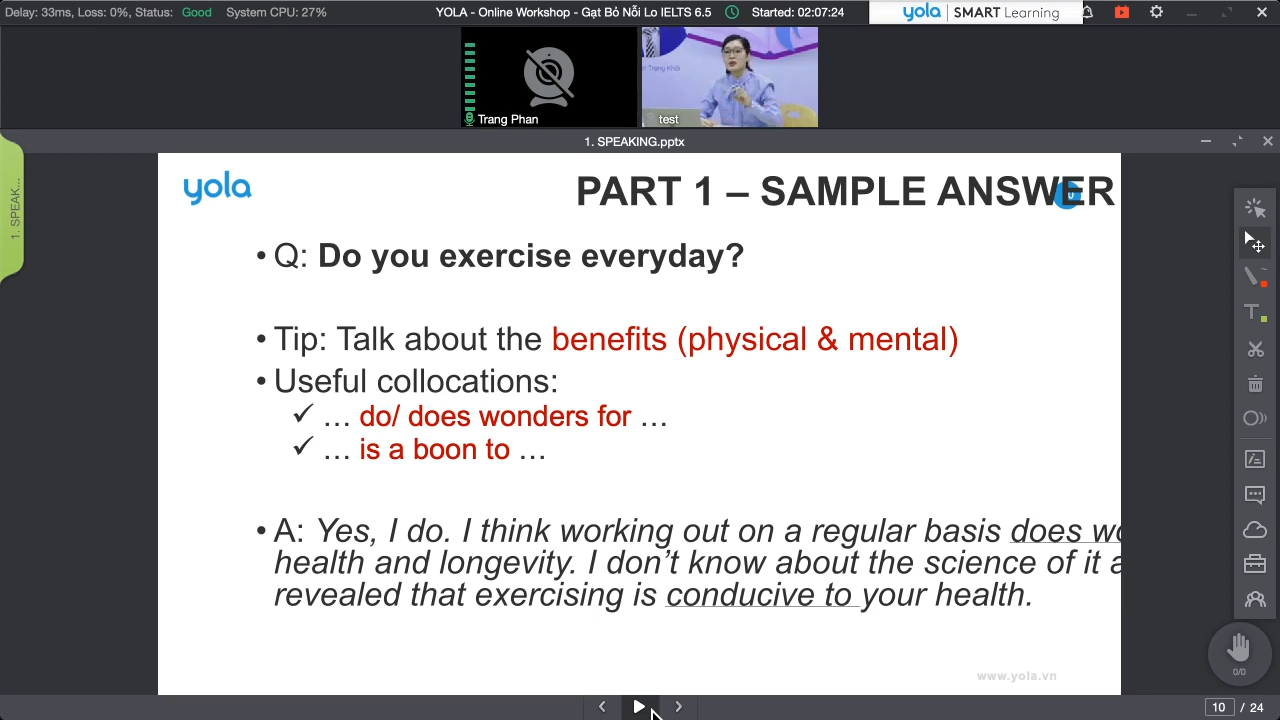 Delay: 33ms, Loss: 0%, Status: Good System CPU: 27%
YOLA - Online Workshop - Gạt Bỏ Nỗi Lo IELTS 6.5
Started: 02:07:24
yola | SMART Learning
Trang Phan
test
1. SPEAKING.pptx
1. SPEAK...
yola
PART 1 – SAMPLE ANSWER
• Q: Do you exercise everyday?
• Tip: Talk about the benefits (physical & mental)
• Useful collocations:
✓ … do/ does wonders for …
✓ … is a boon to …
• A: Yes, I do. I think working out on a regular basis does
health and longevity. I don't know about the science of it
revealed that exercising is conducive to your health.
www.yola.vn
0/0
10 / 24